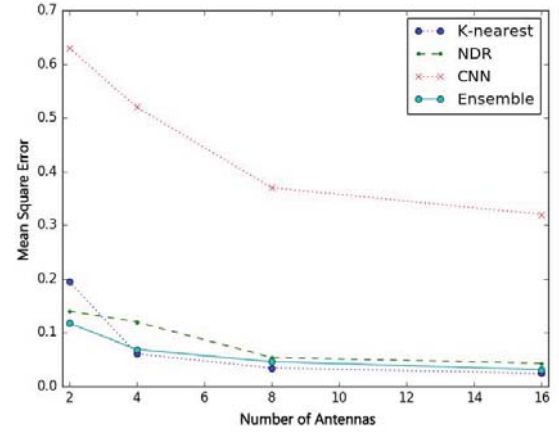 0.7
0.6
0.5
0.4
0.3
0.2
0.1
0.0
Mean Square Error
K-nearest
NDR
CNN
Ensemble
2 4 6 8 10 12 14 16
Number of Antennas